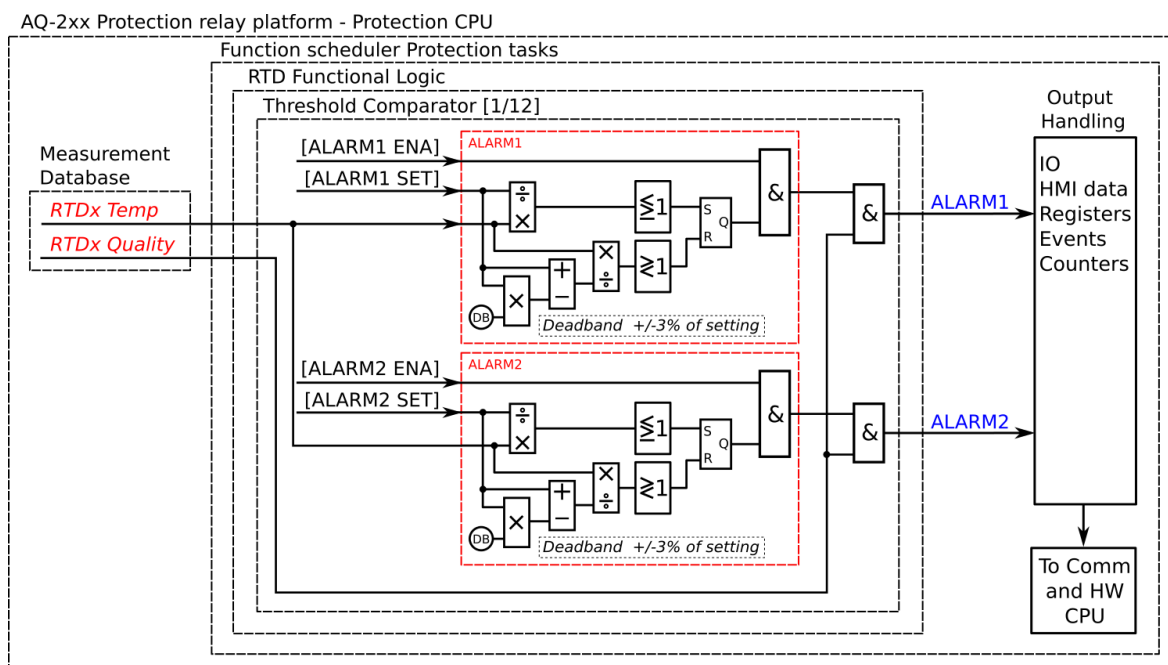 AQ-2xx Protection relay platform - Protection CPU
Function scheduler Protection tasks
RTD Functional Logic
Threshold Comparator [1/12]
Measurement
Database
RTDx Temp
RTDx Quality
[ALARM1 ENA]
[ALARM1 SET]
ALARM1
÷
×
≦1
S
Q
R
&
&
×
÷
≷1
+
−
×
DB
Deadband +/-3% of setting
ALARM1
[ALARM2 ENA]
[ALARM2 SET]
ALARM2
÷
×
≦1
S
Q
R
&
&
×
÷
≷1
+
−
×
DB
Deadband +/-3% of setting
ALARM2
Output
Handling
IO
HMI data
Registers
Events
Counters
To Comm
and HW
CPU